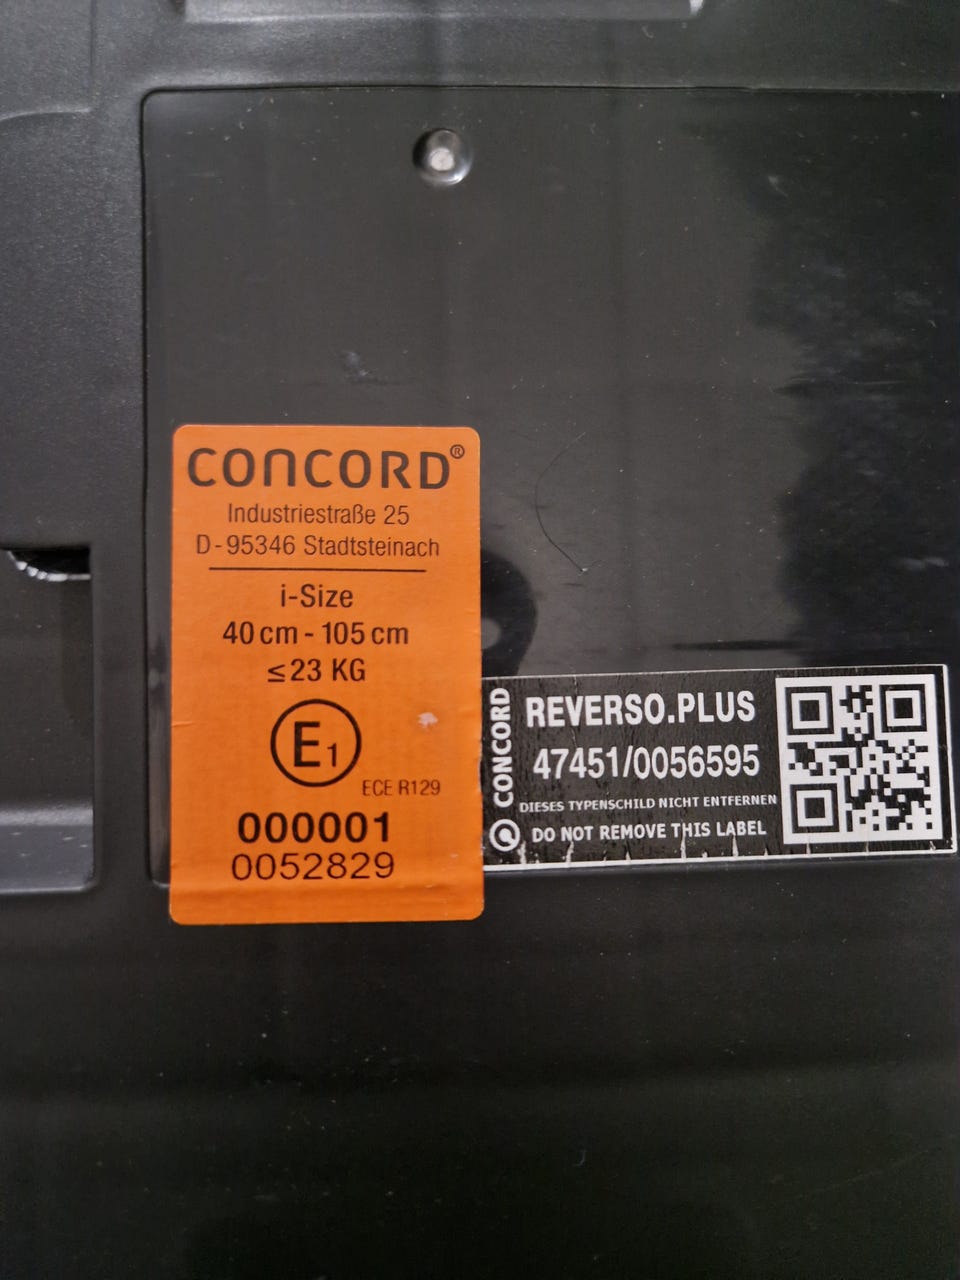 CONCORD®
Industriestraße 25
D-95346 Stadtsteinach
i-Size
40 cm - 105 cm
≤23 KG
E1
ECE R129
000001
0052829
CONCORD
REVERSO.PLUS
47451/0056595
DIESES TYPENSCHILD NICHT ENTFERNEN
DO NOT REMOVE THIS LABEL